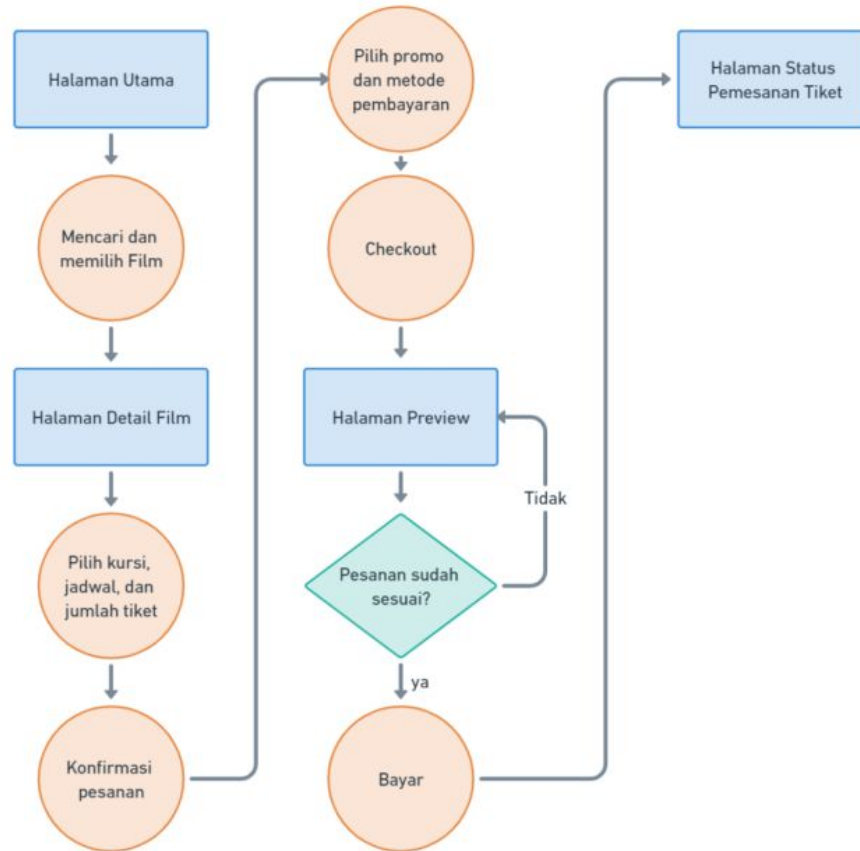 Halaman Utama
Mencari dan
memilih Film
Halaman Detail Film
Pilih kursi,
jadwal, dan
jumlah tiket
Konfirmasi
pesanan
Pilih promo
dan metode
pembayaran
Checkout
Halaman Preview
Tidak
Pesanan sudah
sesuai?
ya
Bayar
Halaman Status
Pemesanan Tiket